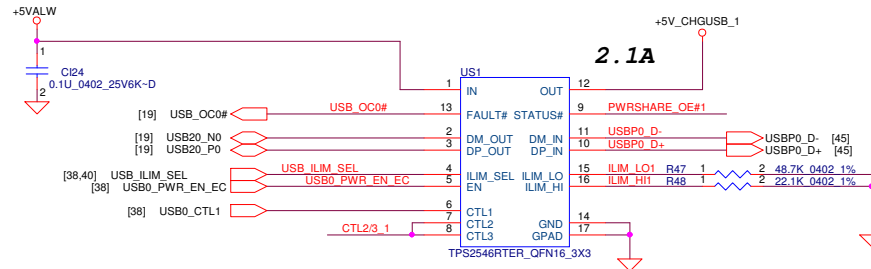 +5VALW
+5V_CHGUSB_1
2.1A
1
CI24
0.1U_0402_25V6K~D
2
US1
1 IN OUT 12
[19] USB_OC0# USB_OC0# 13 FAULT# STATUS# 9 PWRSHARE_OE#1
[19] USB20_N0 2 DM_OUT DM_IN 11 USBP0_D- USBP0_D- [45]
[19] USB20_P0 3 DP_OUT DP_IN 10 USBP0_D+ USBP0_D+ [45]
[38,40] USB_ILIM_SEL USB_ILIM_SEL 4 ILIM_SEL ILIM_LO 15 ILIM_LO1 R47 1 2 48.7K_0402_1%
[38] USB0_PWR_EN_EC USB0_PWR_EN_EC 5 EN ILIM_HI 16 ILIM_HI1 R48 1 2 22.1K_0402_1%
[38] USB0_CTL1 6 CTL1
7 CTL2 GND 14
CTL2/3_1 8 CTL3 GPAD 17
TPS2546RTER_QFN16_3X3